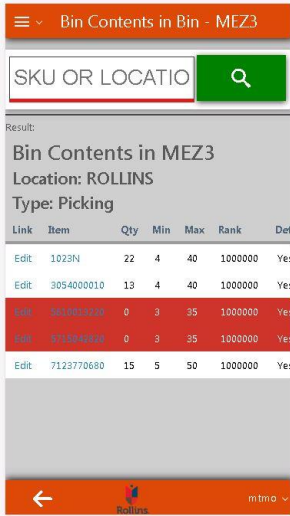 Bin Contents in Bin - MEZ3
SKU OR LOCATIO
Result:
Bin Contents in MEZ3
Location: ROLLINS
Type: Picking
Link Item Qty Min Max Rank Def
Edit 1023N 22 4 40 1000000 Yes
Edit 3054000010 13 4 40 1000000 Yes
Edit 0 3 35 1000000 Yes
Edit 0 3 35 1000000 Yes
Edit 7123770680 15 5 50 1000000 Yes
Rollins
mtmo